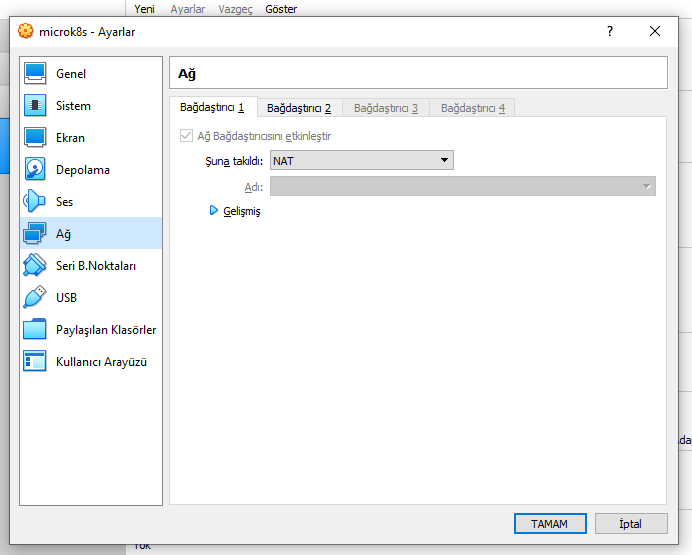 Yeni Ayarlar Vazgeç Göster
microk8s - Ayarlar
Genel
Sistem
Ekran
Depolama
Ses
Ağ
Seri B.Noktaları
USB
Paylaşılan Klasörler
Kullanıcı Arayüzü
Ağ
Bağdaştırıcı 1 Bağdaştırıcı 2 Bağdaştırıcı 3 Bağdaştırıcı 4
Ağ Bağdaştırıcısını etkinleştir
Şuna takıldı: NAT
Adı:
Gelişmiş
TAMAM İptal